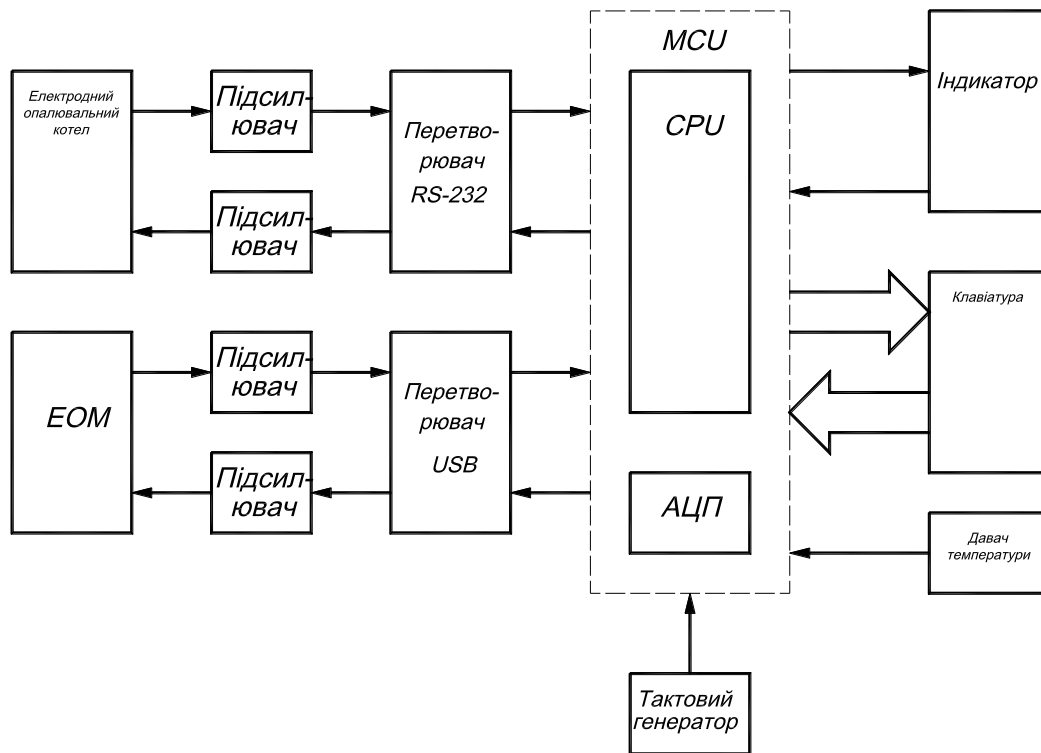 Електродний
опалювальний
котел
Підсил-
ювач
Підсил-
ювач
Перетво-
рювач
RS-232
ЕОМ
Підсил-
ювач
Підсил-
ювач
Перетво-
рювач
USB
MCU
CPU
АЦП
Тактовий
генератор
Індикатор
Клавіатура
Давач
температури